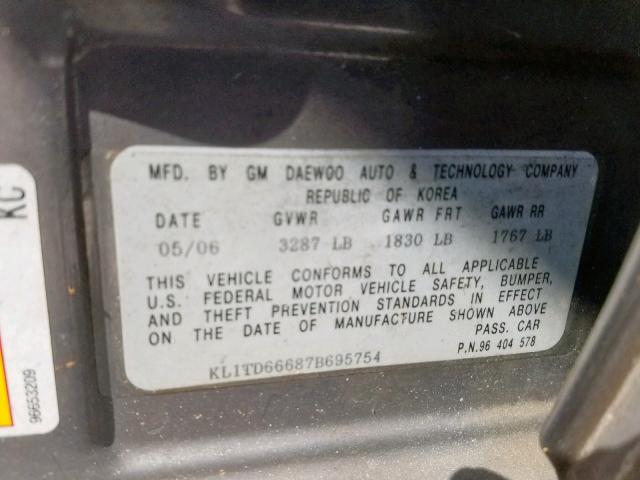 MFD. BY GM DAEWOO AUTO & TECHNOLOGY COMPANY
REPUBLIC OF KOREA
DATE GVWR GAWR FRT GAWR RR
05/06 3287 LB 1830 LB 1767 LB
THIS VEHICLE CONFORMS TO ALL APPLICABLE
U.S. FEDERAL MOTOR VEHICLE SAFETY, BUMPER,
AND THEFT PREVENTION STANDARDS IN EFFECT
ON THE DATE OF MANUFACTURE SHOWN ABOVE
PASS. CAR
P.N.96 404 578
KL1TD66687B695754
KC
96653209